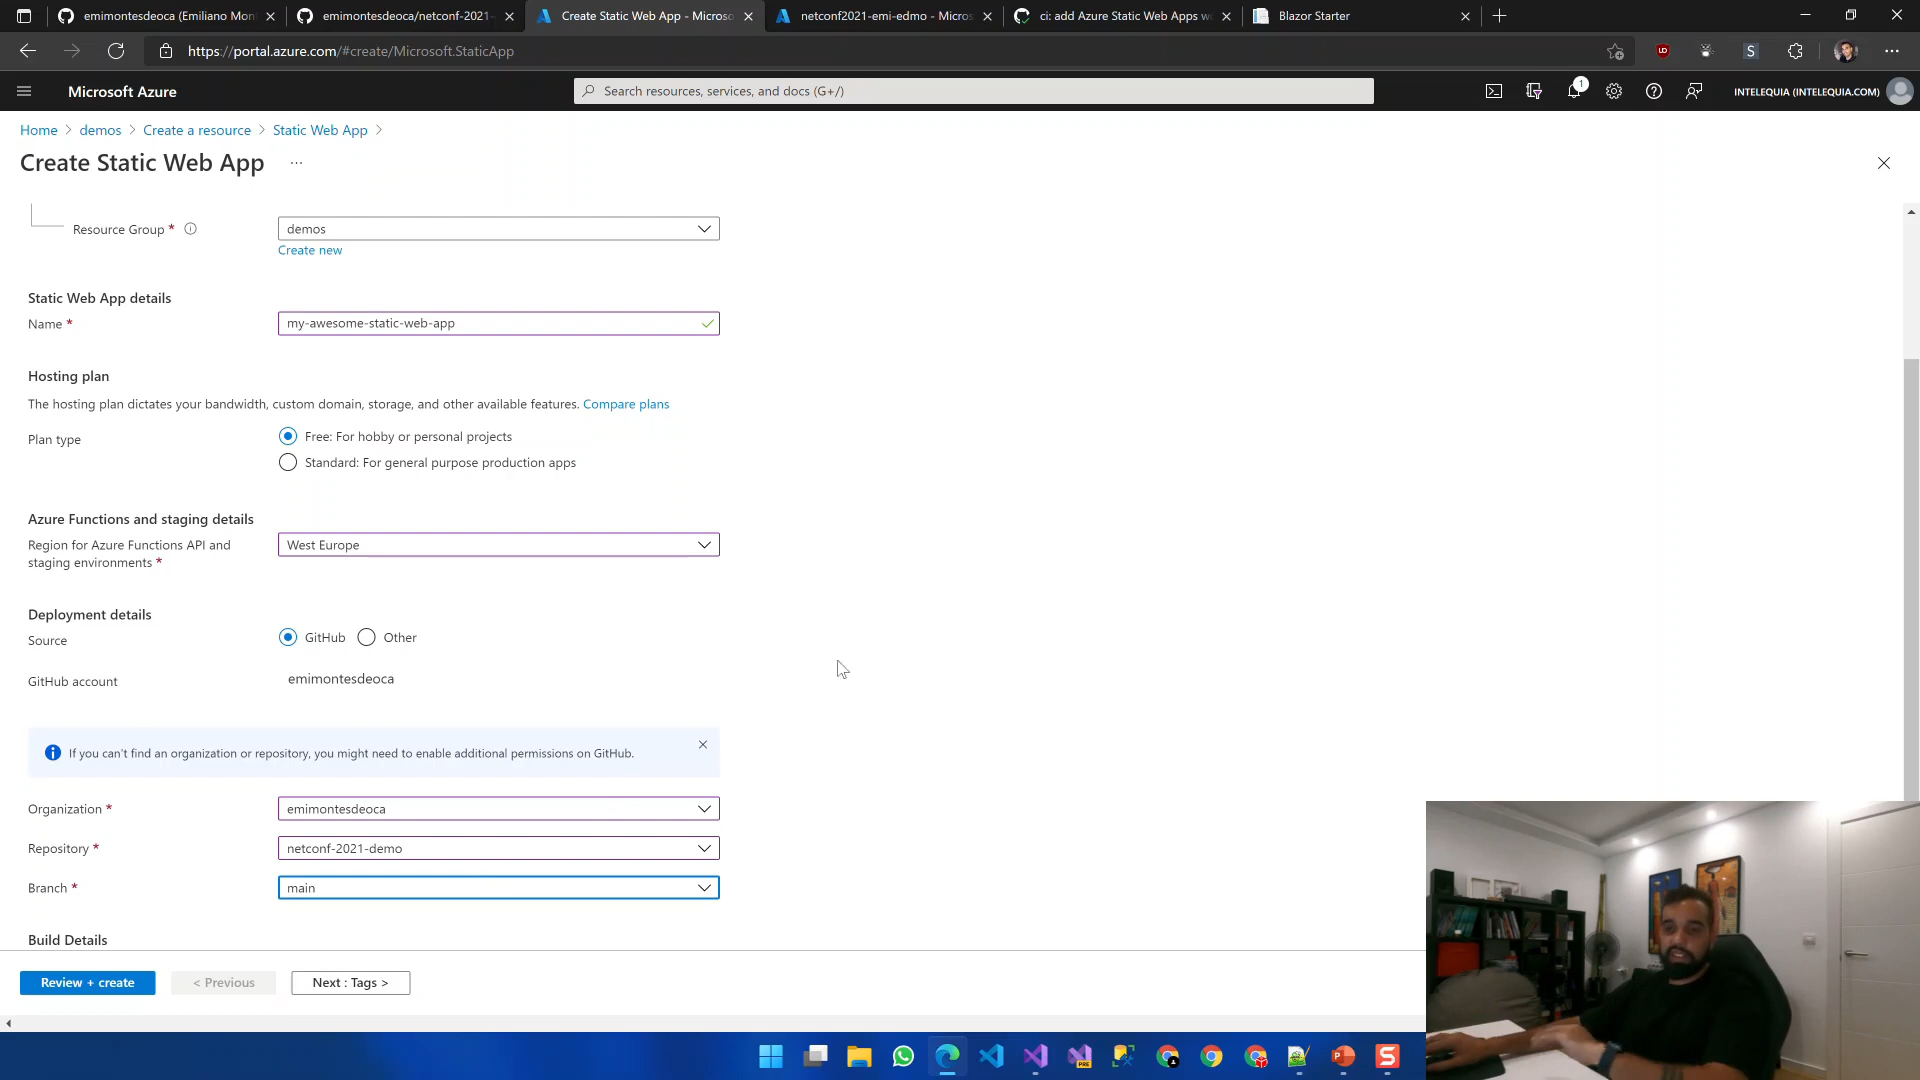 emimontesdeoca (Emiliano Mon
emimontesdeoca/netconf-2021-
Create Static Web App - Microso
netconf2021-emi-edmo - Micros
ci: add Azure Static Web Apps w
Blazor Starter
https://portal.azure.com/#create/Microsoft.StaticApp
Microsoft Azure
Search resources, services, and docs (G+/)
1
INTELEQUIA (INTELEQUIA.COM)
Home > demos > Create a resource > Static Web App >
Create Static Web App ...
Resource Group *
demos
Create new
Static Web App details
Name *
my-awesome-static-web-app
Hosting plan
The hosting plan dictates your bandwidth, custom domain, storage, and other available features. Compare plans
Plan type
Free: For hobby or personal projects
Standard: For general purpose production apps
Azure Functions and staging details
Region for Azure Functions API and
staging environments *
West Europe
Deployment details
Source
GitHub
Other
GitHub account
emimontesdeoca
If you can't find an organization or repository, you might need to enable additional permissions on GitHub.
Organization *
emimontesdeoca
Repository *
netconf-2021-demo
Branch *
main
Build Details
Review + create
< Previous
Next : Tags >